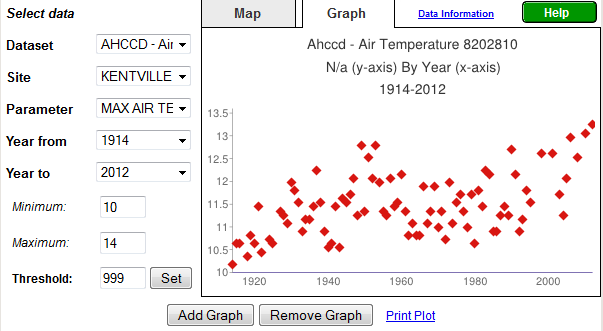 Select data
Map
Graph
Data Information
Help
Dataset
AHCCD - Air
Site
KENTVILLE
Parameter
MAX AIR TE
Year from
1914
Year to
2012
Minimum:
10
Maximum:
14
Threshold:
999
Set
Ahccd - Air Temperature 8202810
N/a (y-axis) By Year (x-axis)
1914-2012
13.5
13
12.5
12
11.5
11
10.5
10
1920
1940
1960
1980
2000
Add Graph
Remove Graph
Print Plot